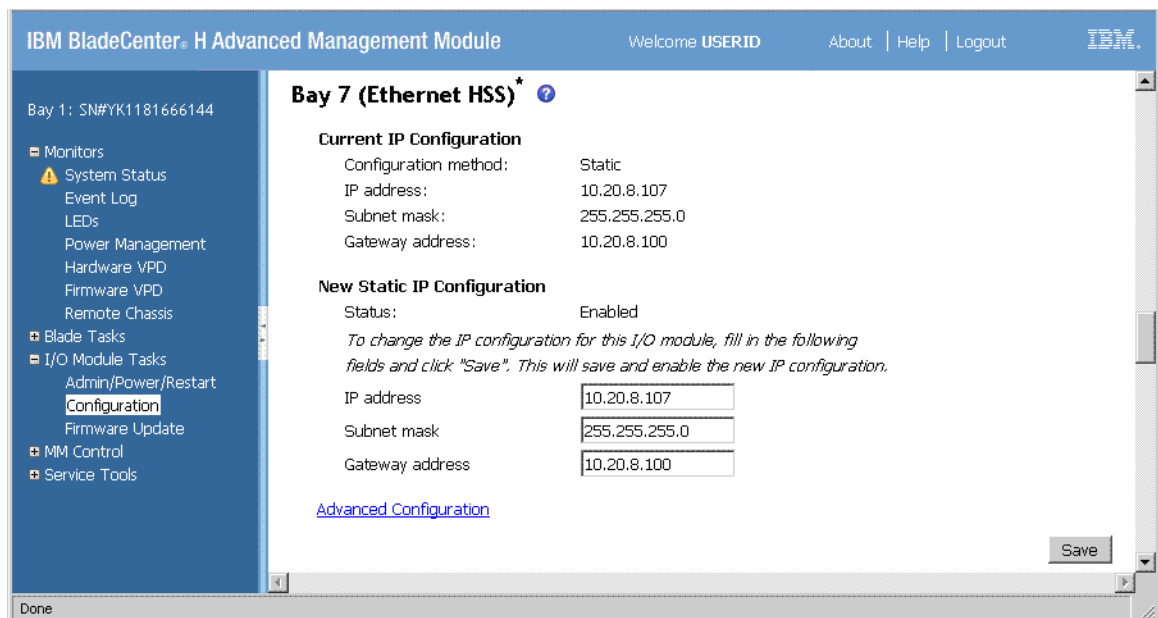 IBM BladeCenter® H Advanced Management Module
Welcome USERID
About | Help | Logout
IBM.
Bay 1: SN#YK1181666144
Monitors
System Status
Event Log
LEDs
Power Management
Hardware VPD
Firmware VPD
Remote Chassis
Blade Tasks
I/O Module Tasks
Admin/Power/Restart
Configuration
Firmware Update
MM Control
Service Tools
Bay 7 (Ethernet HSS)*
Current IP Configuration
Configuration method: Static
IP address: 10.20.8.107
Subnet mask: 255.255.255.0
Gateway address: 10.20.8.100
New Static IP Configuration
Status: Enabled
To change the IP configuration for this I/O module, fill in the following
fields and click "Save". This will save and enable the new IP configuration.
IP address 10.20.8.107
Subnet mask 255.255.255.0
Gateway address 10.20.8.100
Advanced Configuration
Save
Done